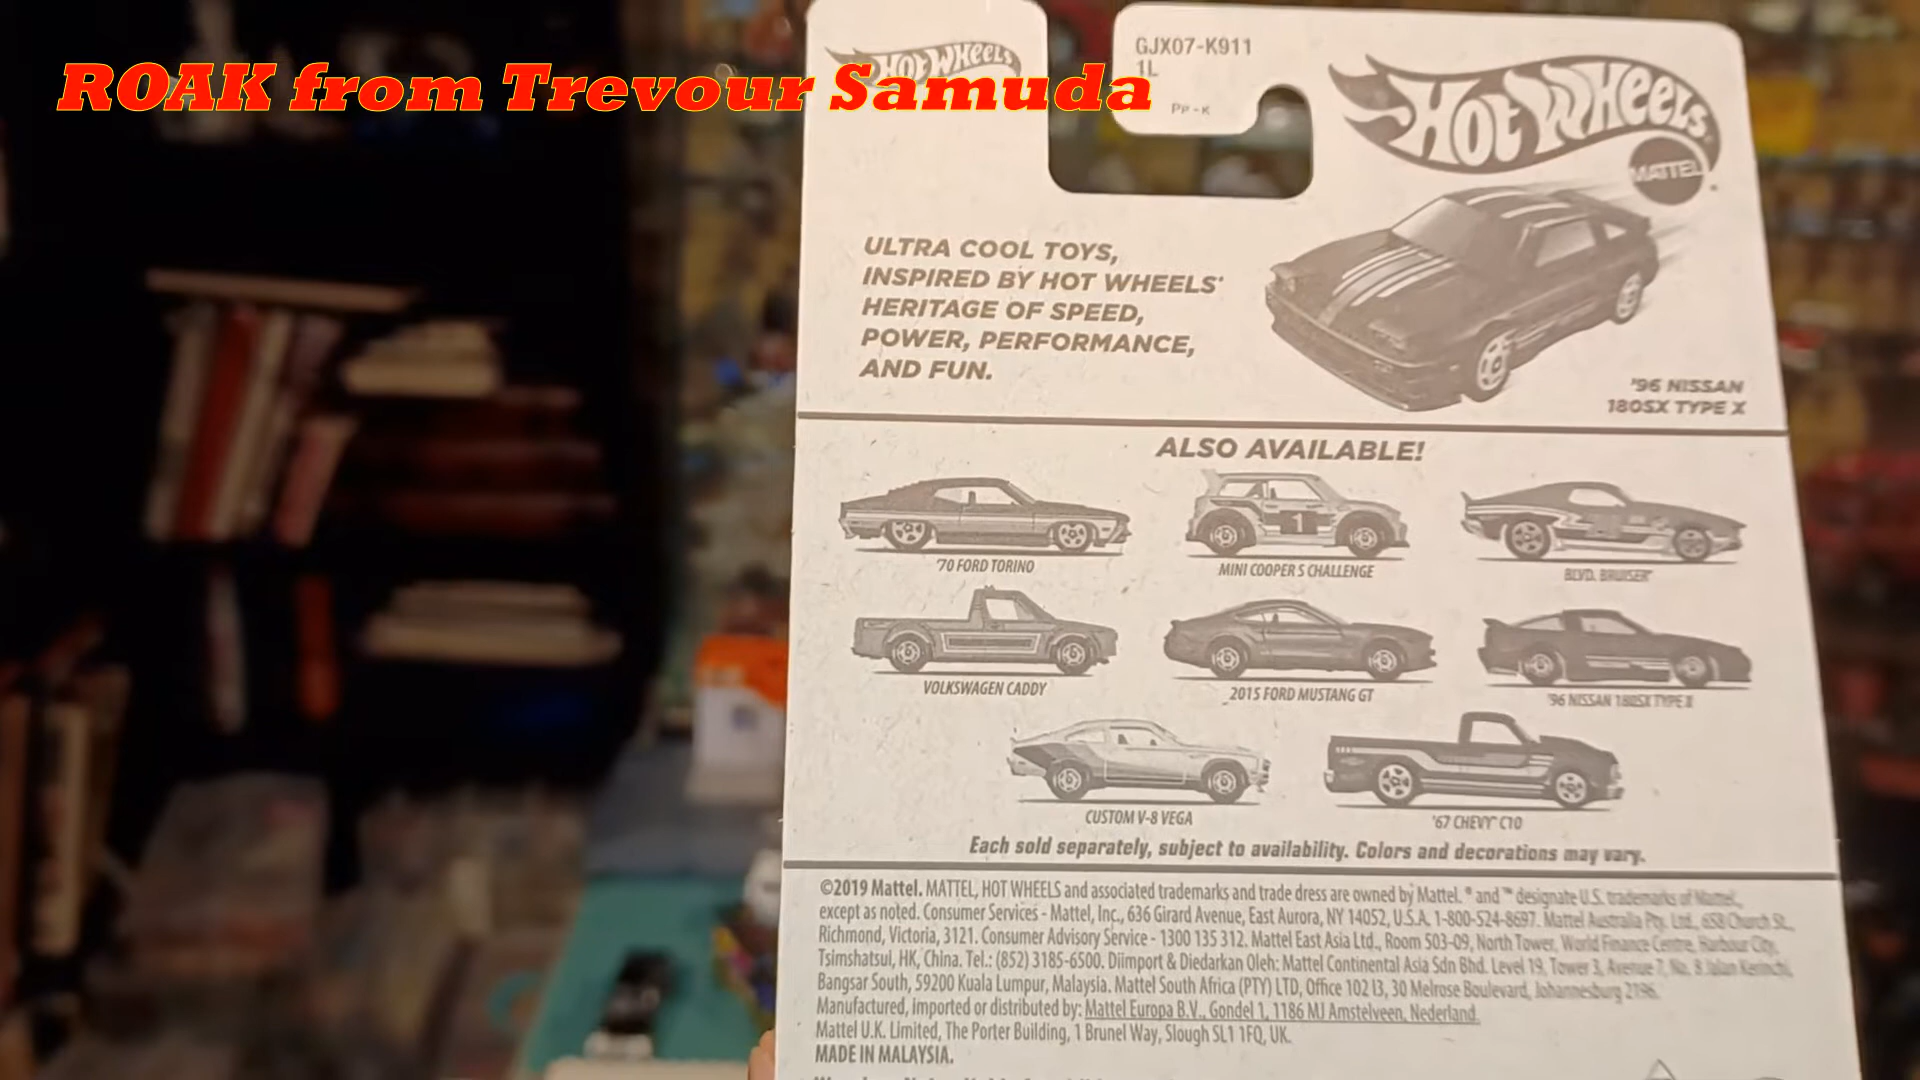 ROAK from Trevour Samuda
HOT WHEELS
GJX07-K911
1L
PP-K
HOT WHEELS
MATTEL
ULTRA COOL TOYS,
INSPIRED BY HOT WHEELS®
HERITAGE OF SPEED,
POWER, PERFORMANCE,
AND FUN.
'96 NISSAN
180SX TYPE X
ALSO AVAILABLE!
1
'70 FORD TORINO
MINI COOPER S CHALLENGE
BLVD. BRUISER™
VOLKSWAGEN CADDY
2015 FORD MUSTANG GT
'96 NISSAN 180SX TYPE X
CUSTOM V-8 VEGA
'67 CHEVY™ C10
Each sold separately, subject to availability. Colors and decorations may vary.
©2019 Mattel. MATTEL, HOT WHEELS and associated trademarks and trade dress are owned by Mattel. ® and ™ designate U.S. trademarks of Mattel,
except as noted. Consumer Services - Mattel, Inc., 636 Girard Avenue, East Aurora, NY 14052, U.S.A. 1-800-524-8697. Mattel Australia Pty. Ltd., 658 Church St.,
Richmond, Victoria, 3121. Consumer Advisory Service - 1300 135 312. Mattel East Asia Ltd., Room 503-09, North Tower, World Finance Centre, Harbour City,
Tsimshatsui, HK, China. Tel.: (852) 3185-6500. Diimport & Diedarkan Oleh: Mattel Continental Asia Sdn Bhd. Level 19, Tower 3, Avenue 7, No. 8 Jalan Kerinchi,
Bangsar South, 59200 Kuala Lumpur, Malaysia. Mattel South Africa (PTY) LTD, Office 102 I3, 30 Melrose Boulevard, Johannesburg 2196.
Manufactured, imported or distributed by: Mattel Europa B.V., Gondel 1, 1186 MJ Amstelveen, Nederland.
Mattel U.K. Limited, The Porter Building, 1 Brunel Way, Slough SL1 1FQ, UK.
MADE IN MALAYSIA.